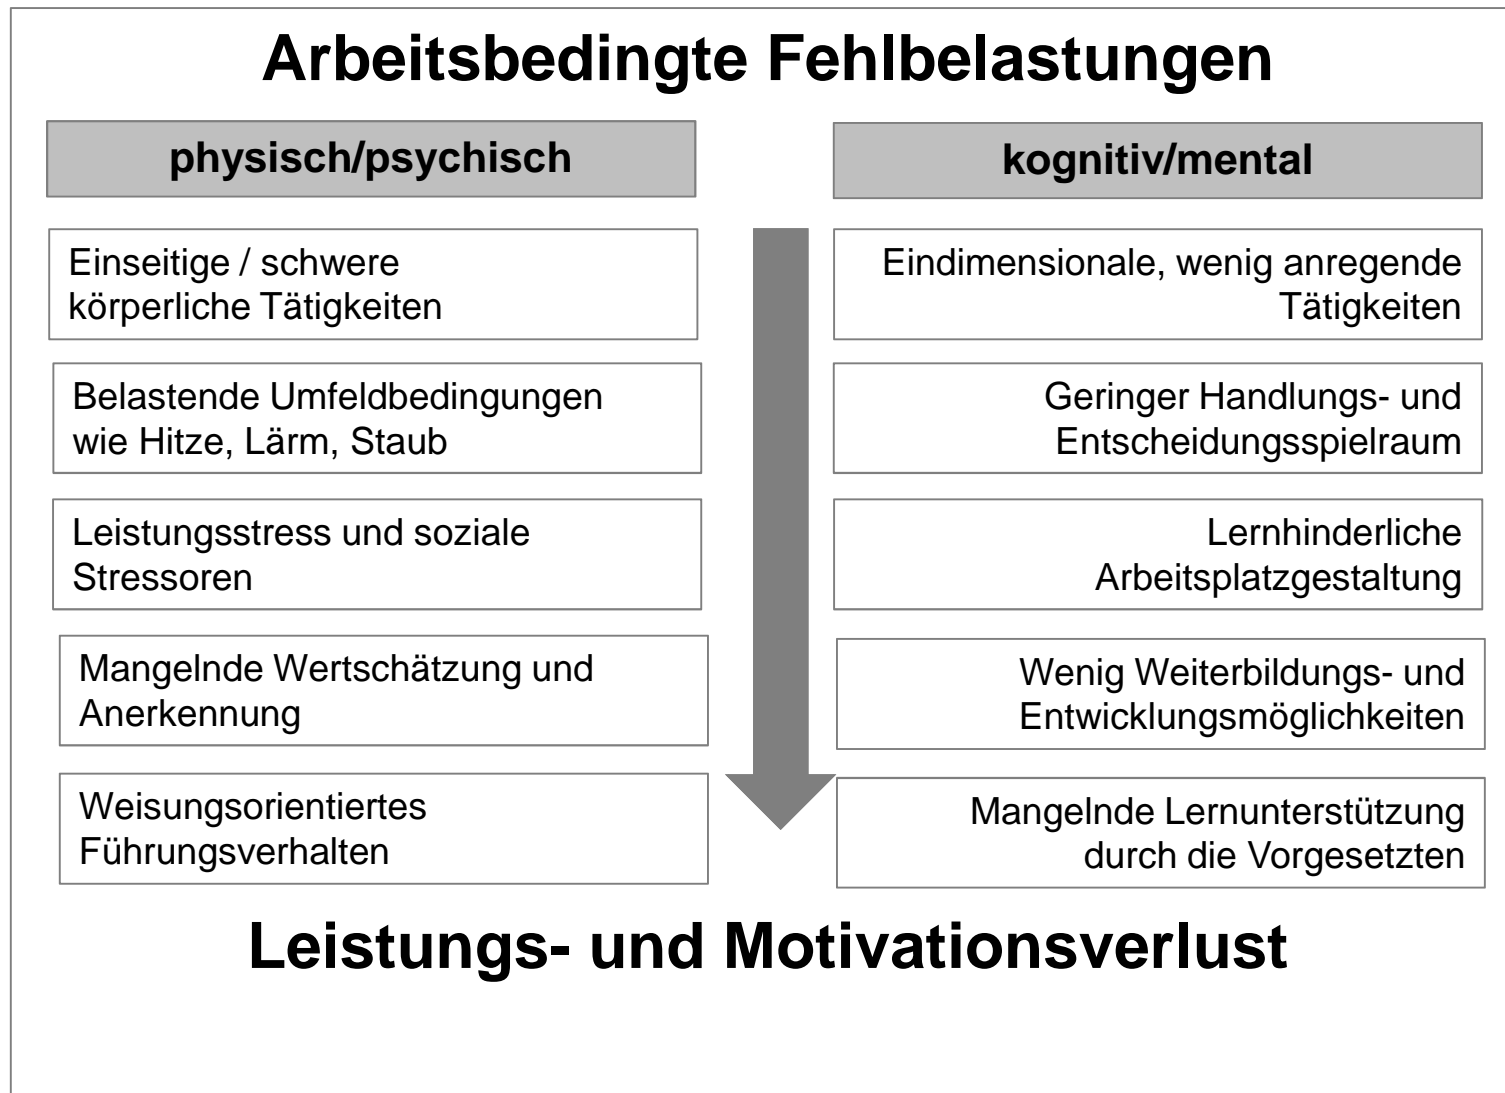 Arbeitsbedingte Fehlbelastungen
physisch/psychisch
Einseitige / schwere
körperliche Tätigkeiten
Belastende Umfeldbedingungen
wie Hitze, Lärm, Staub
Leistungsstress und soziale
Stressoren
Mangelnde Wertschätzung und
Anerkennung
Weisungsorientiertes
Führungsverhalten
kognitiv/mental
Eindimensionale, wenig anregende
Tätigkeiten
Geringer Handlungs- und
Entscheidungsspielraum
Lernhinderliche
Arbeitsplatzgestaltung
Wenig Weiterbildungs- und
Entwicklungsmöglichkeiten
Mangelnde Lernunterstützung
durch die Vorgesetzten
Leistungs- und Motivationsverlust